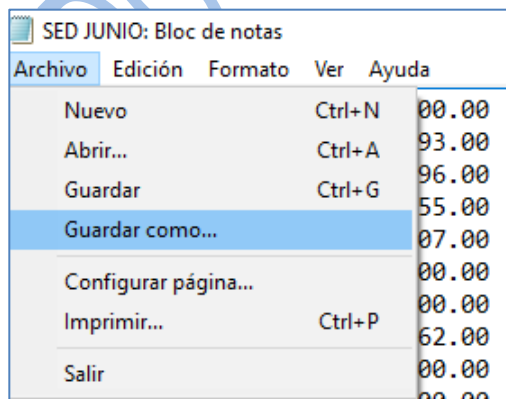 SED JUNIO: Bloc de notas
Archivo Edición Formato Ver Ayuda
Nuevo Ctrl+N 00.00
Abrir... Ctrl+A 93.00
96.00
Guardar Ctrl+G
55.00
Guardar como...
07.00
Configurar página... 00.00
00.00
Imprimir... Ctrl+P
62.00
Salir 00.00